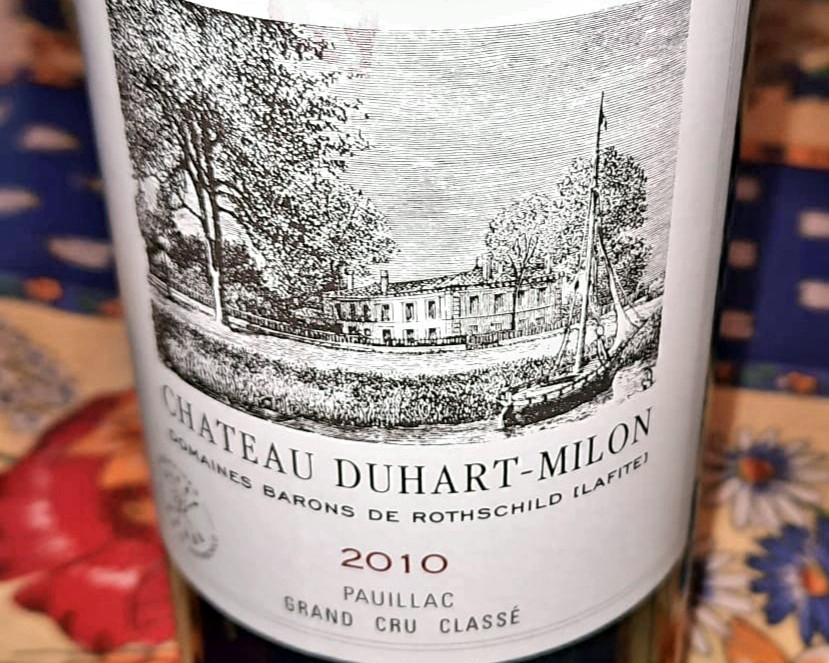 CHATEAU DUHART-MILON
DOMAINES BARONS DE ROTHSCHILD [LAFITE]
2010
PAUILLAC
GRAND CRU CLASSÉ